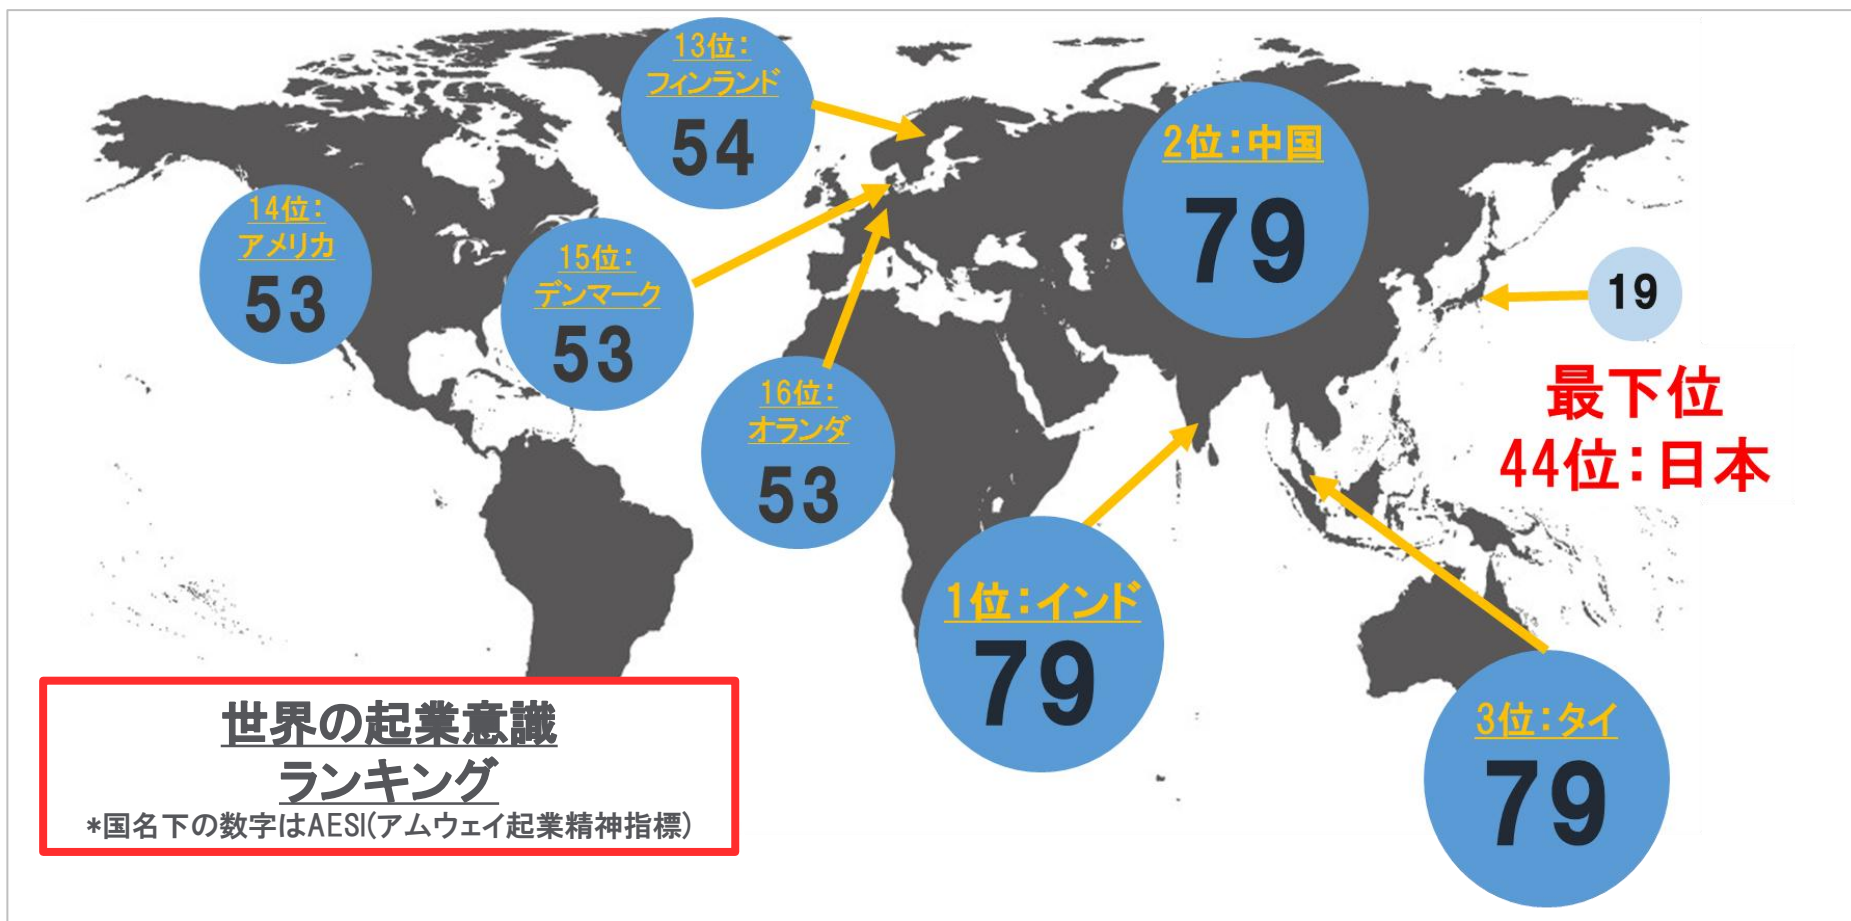 13位：
フィンランド
54
2位：中国
79
14位：
アメリカ
53
15位：
デンマーク
53
19
最下位
44位：日本
16位：
オランダ
53
1位：インド
79
3位：タイ
79
世界の起業意識
ランキング
*国名下の数字はAESI(アムウェイ起業精神指標)